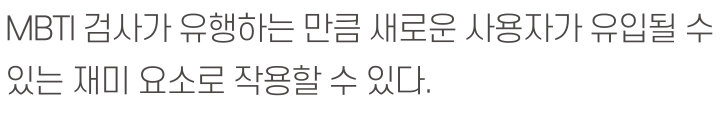 MBTI 검사가 유행하는 만큼 새로운 사용자가 유입될 수
있는 재미 요소로 작용할 수 있다.